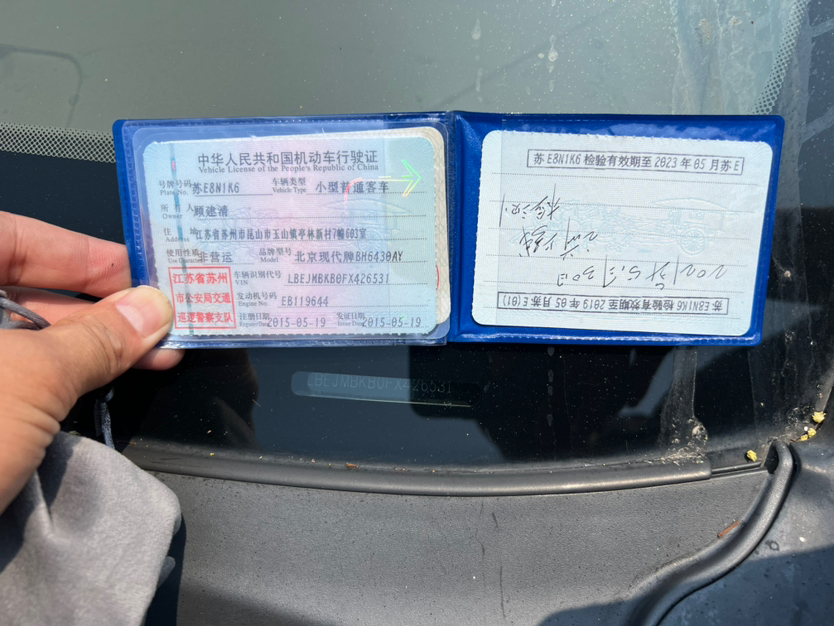 中华人民共和国机动车行驶证
Vehicle License of the People's Republic of China
号牌号码 苏E8N1K6 车辆类型 小型普通客车
Plate No. Vehicle Type
所有人 顾建清
Owner
住址 江苏省苏州市昆山市玉山镇亭林新村7幢603室
Address
使用性质 非营运 品牌型号 北京现代牌BH6430AY
Use Character Model
江苏省苏州
市公安局交通
巡逻警察支队
车辆识别代号 LBEJMBKB0FX426531
VIN
发动机号码 EB119644
Engine No.
注册日期 2015-05-19 发证日期 2015-05-19
Register Date Issue Date
苏E8N1K6 检验有效期至 2023年05月苏E
2021
苏E8N1K6 检验有效期至 2019年05月苏E(01)
LBEJMBKB0FX426531